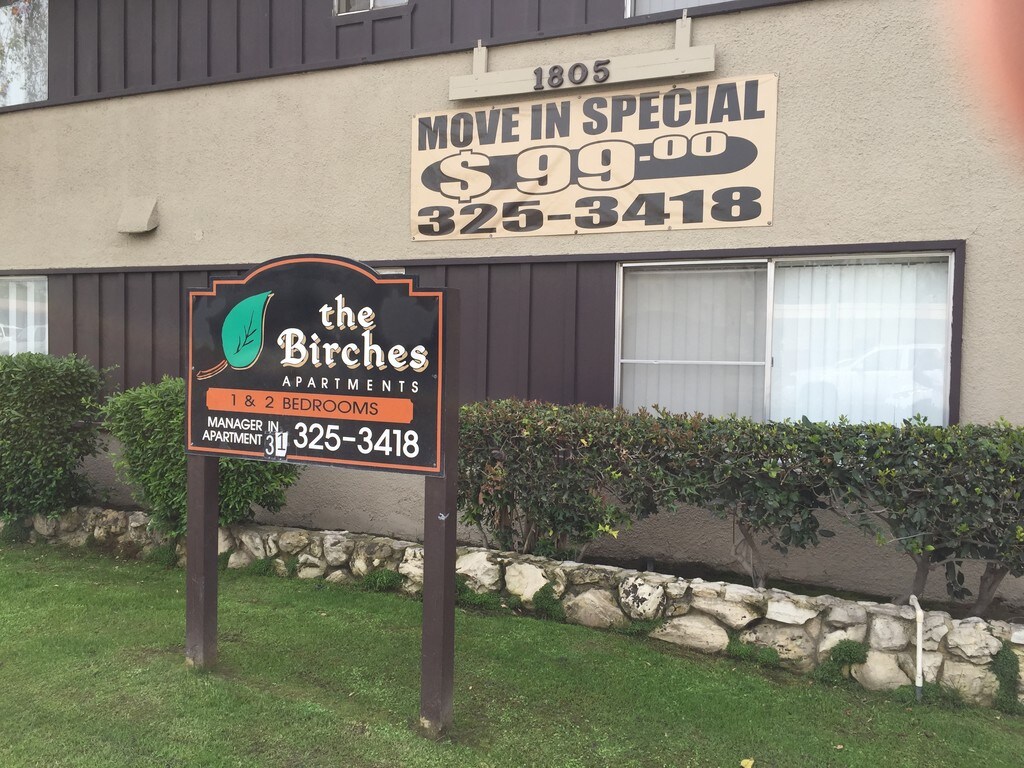 1805
MOVE IN SPECIAL
$99.00
325-3418
the
Birches
APARTMENTS
1 & 2 BEDROOMS
MANAGER IN
APARTMENT 31 325-3418